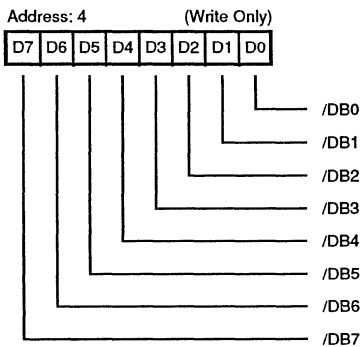 Address: 4 (Write Only)
D7 D6 D5 D4 D3 D2 D1 D0
/DB0
/DB1
/DB2
/DB3
/DB4
/DB5
/DB6
/DB7